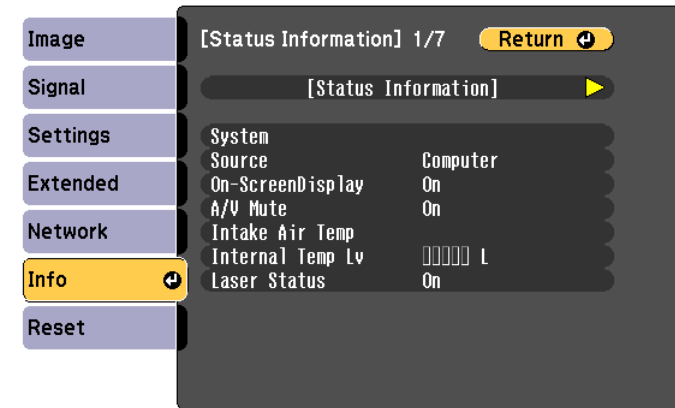 Image
Signal
Settings
Extended
Network
Info
Reset
[Status Information] 1/7 Return
[Status Information]
System
Source Computer
On-ScreenDisplay On
A/V Mute On
Intake Air Temp
Internal Temp Lv ▯▯▯▯▯ L
Laser Status On